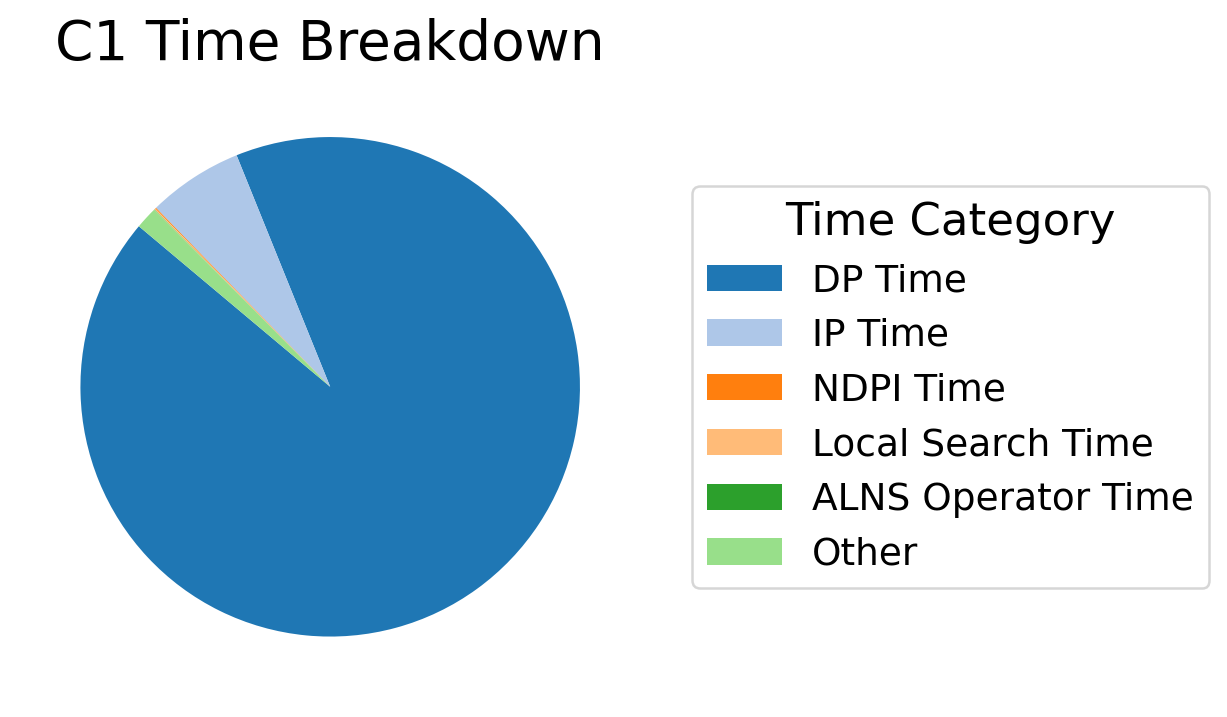 C1 Time Breakdown
Time Category
DP Time
IP Time
NDPI Time
Local Search Time
ALNS Operator Time
Other